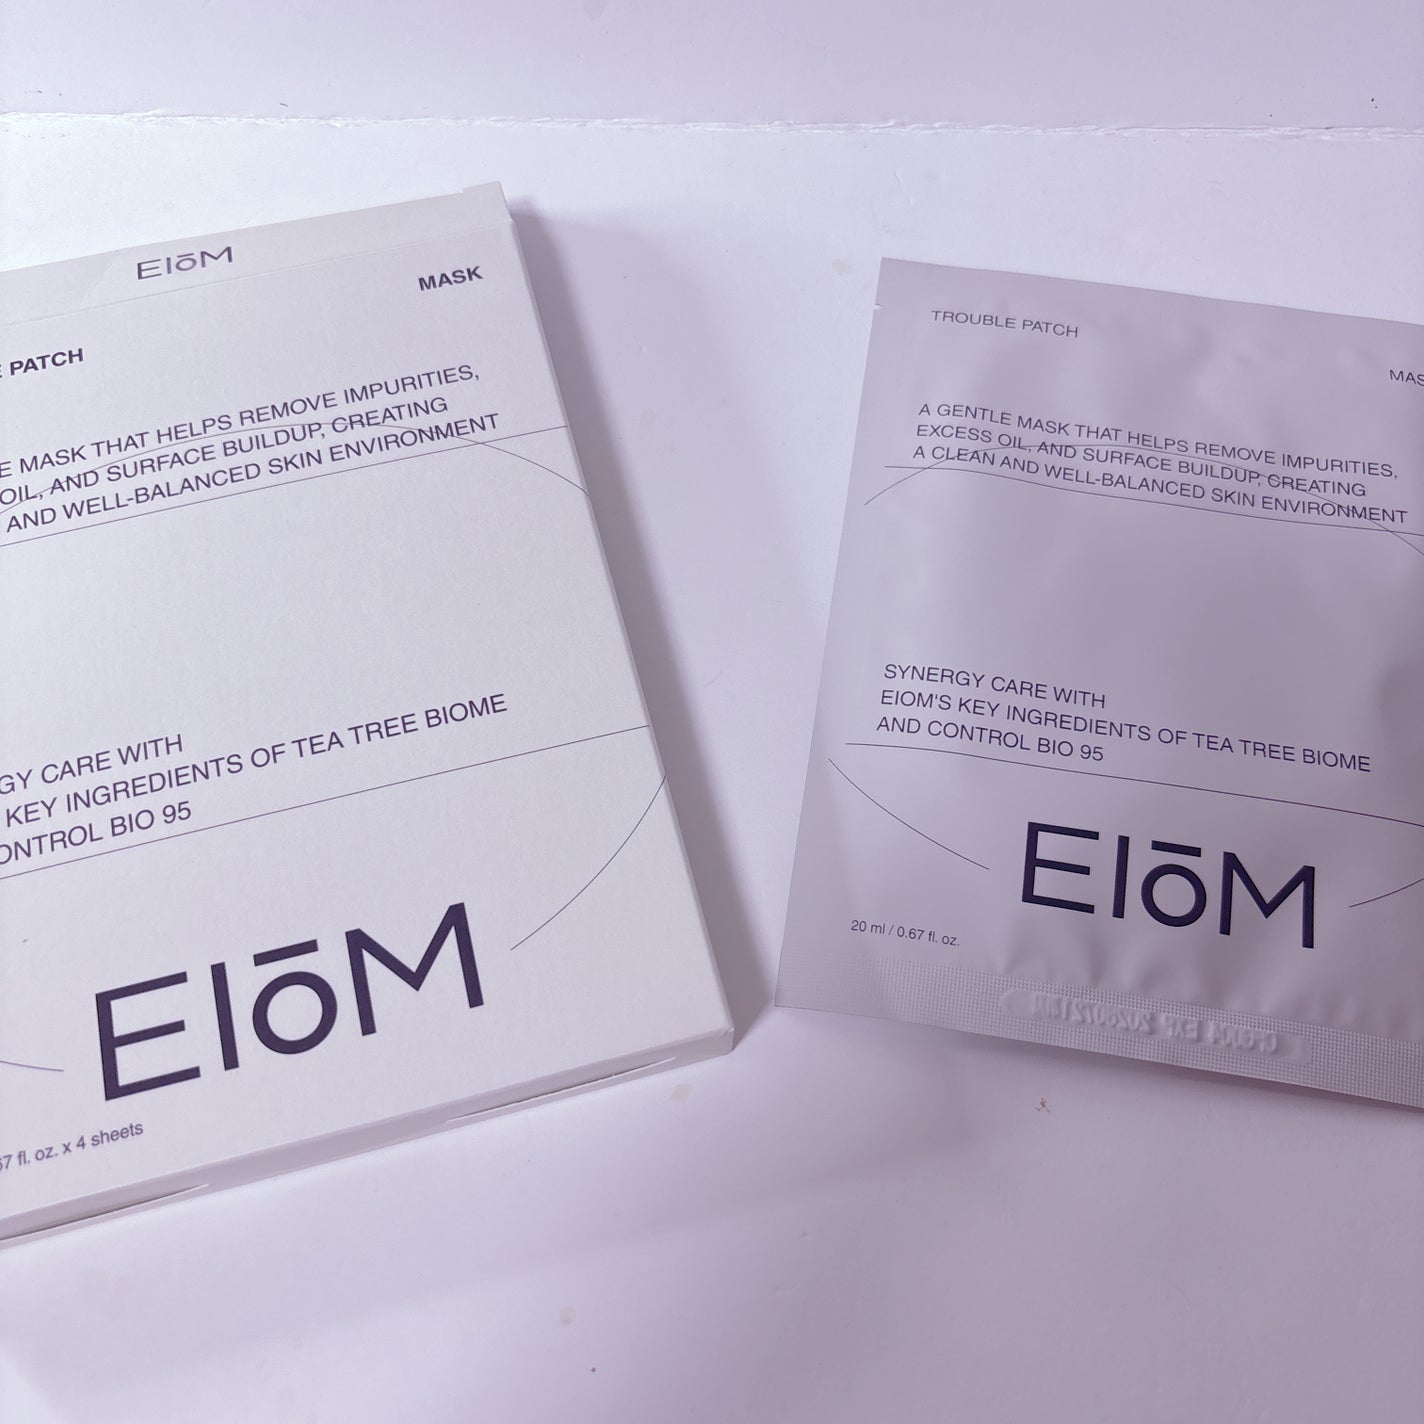 EIōM
MASK
E PATCH
E MASK THAT HELPS REMOVE IMPURITIES,
OIL, AND SURFACE BUILDUP, CREATING
AND WELL-BALANCED SKIN ENVIRONMENT
GY CARE WITH
KEY INGREDIENTS OF TEA TREE BIOME
ONTROL BIO 95
EIōM
67 fl. oz. x 4 sheets
TROUBLE PATCH
MAS
A GENTLE MASK THAT HELPS REMOVE IMPURITIES,
EXCESS OIL, AND SURFACE BUILDUP, CREATING
A CLEAN AND WELL-BALANCED SKIN ENVIRONMENT
SYNERGY CARE WITH
EIOM'S KEY INGREDIENTS OF TEA TREE BIOME
AND CONTROL BIO 95
EIōM
20 ml / 0.67 fl. oz.